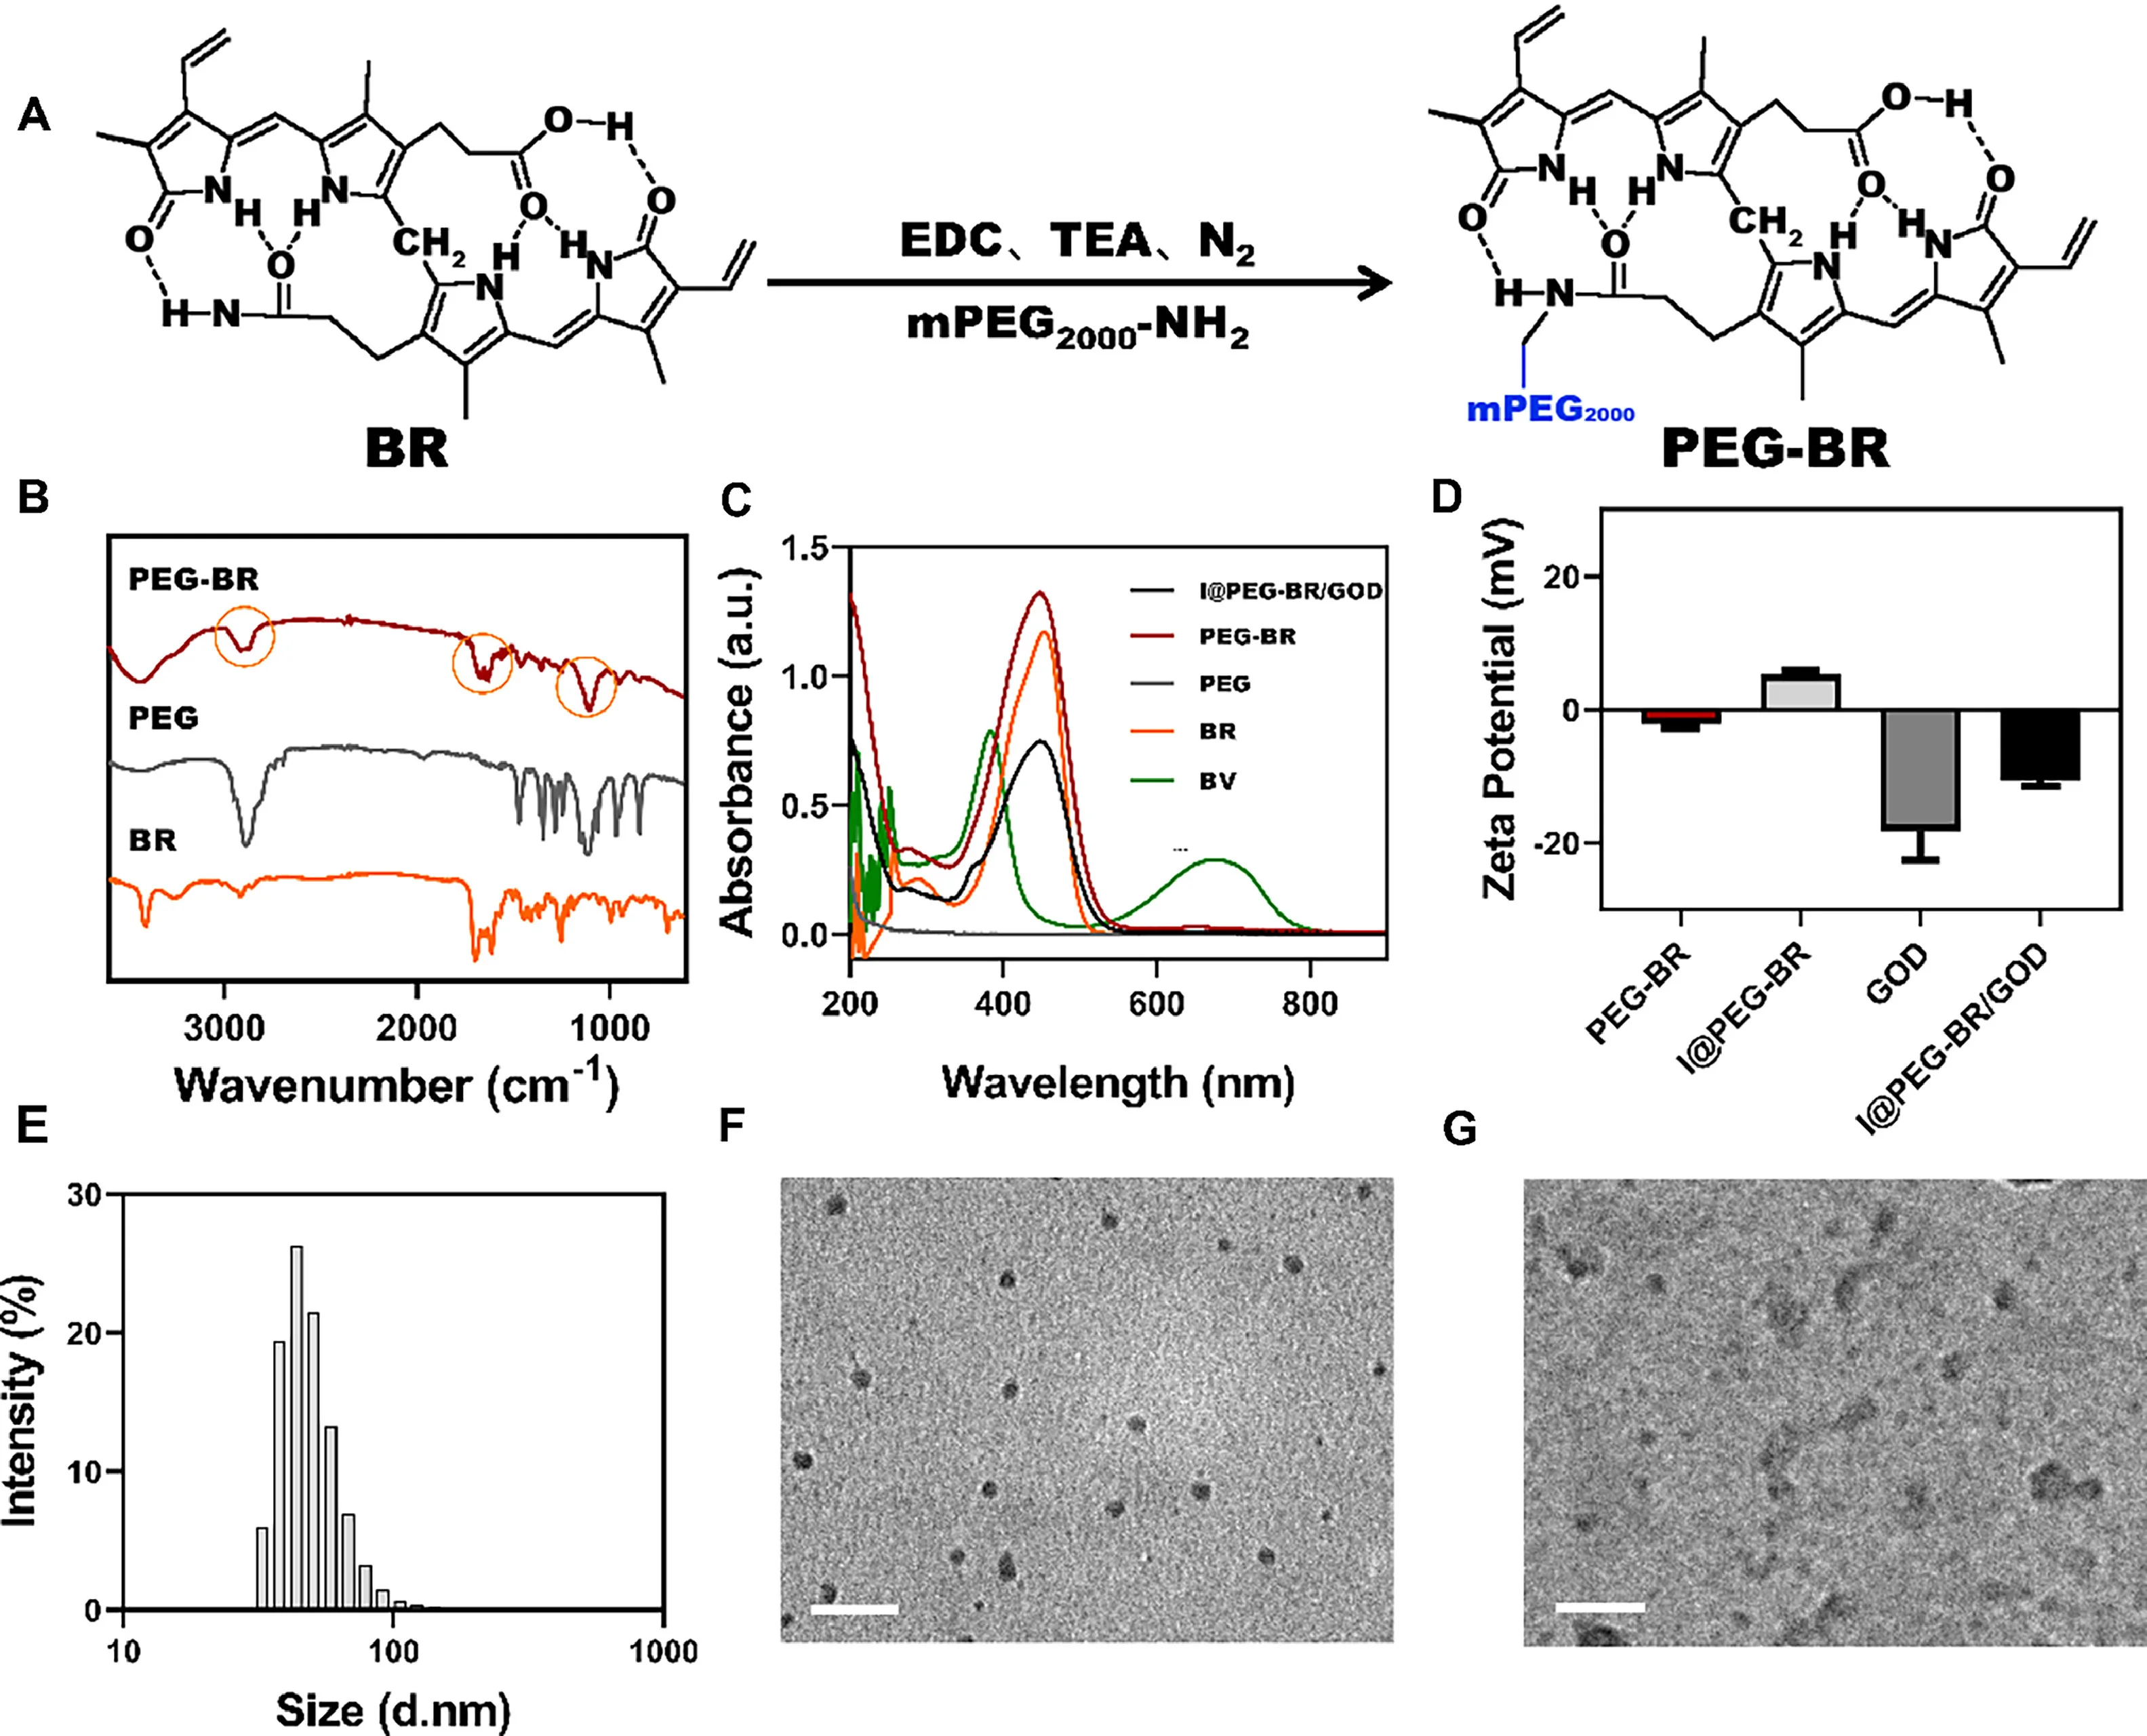 A
O-H
N
N
O
H
H
O
O
CH2
H
H
N
O
N
H-N
BR
EDC、TEA、N2
mPEG2000-NH2
O-H
N
N
O
H
H
O
O
CH2
H
H
N
O
N
H-N
mPEG2000
PEG-BR
B
PEG-BR
PEG
BR
3000
2000
1000
Wavenumber (cm-1)
C
Absorbance (a.u.)
1.5
1.0
0.5
0.0
I@PEG-BR/GOD
PEG-BR
PEG
BR
BV
...
200
400
600
800
Wavelength (nm)
D
Zeta Potential (mV)
20
0
-20
PEG-BR
I@PEG-BR
GOD
I@PEG-BR/GOD
E
Intensity (%)
30
20
10
0
10
100
1000
Size (d.nm)
F
G